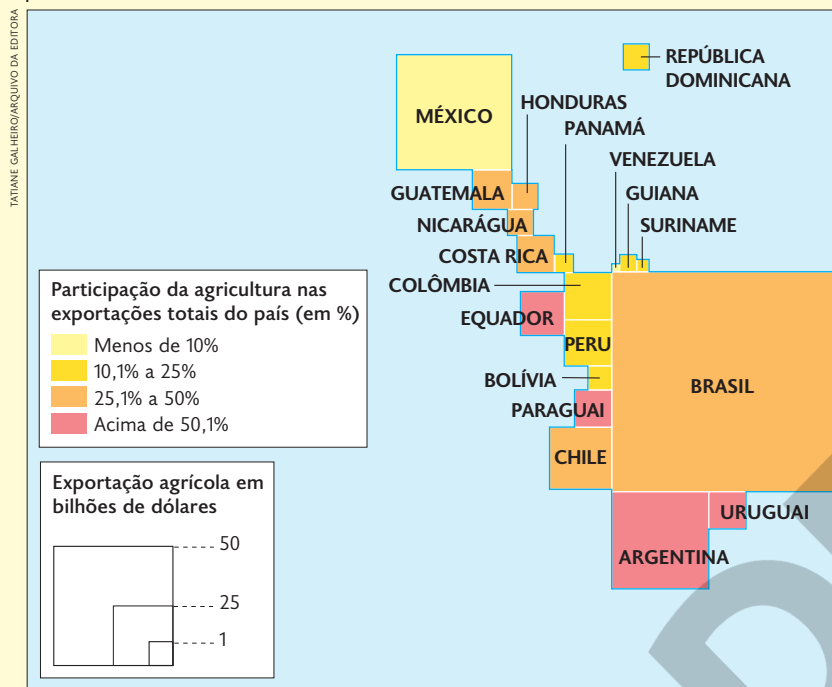 TATIANE GALHEIRO/ARQUIVO DA EDITORA
REPÚBLICA
DOMINICANA
MÉXICO
HONDURAS
PANAMÁ
VENEZUELA
GUATEMALA
GUIANA
NICARÁGUA
SURINAME
COSTA RICA
COLÔMBIA
EQUADOR
PERU
BOLÍVIA
BRASIL
PARAGUAI
CHILE
URUGUAI
ARGENTINA
Participação da agricultura nas
exportações totais do país (em %)
Menos de 10%
10,1% a 25%
25,1% a 50%
Acima de 50,1%
Exportação agrícola em
bilhões de dólares
50
25
1